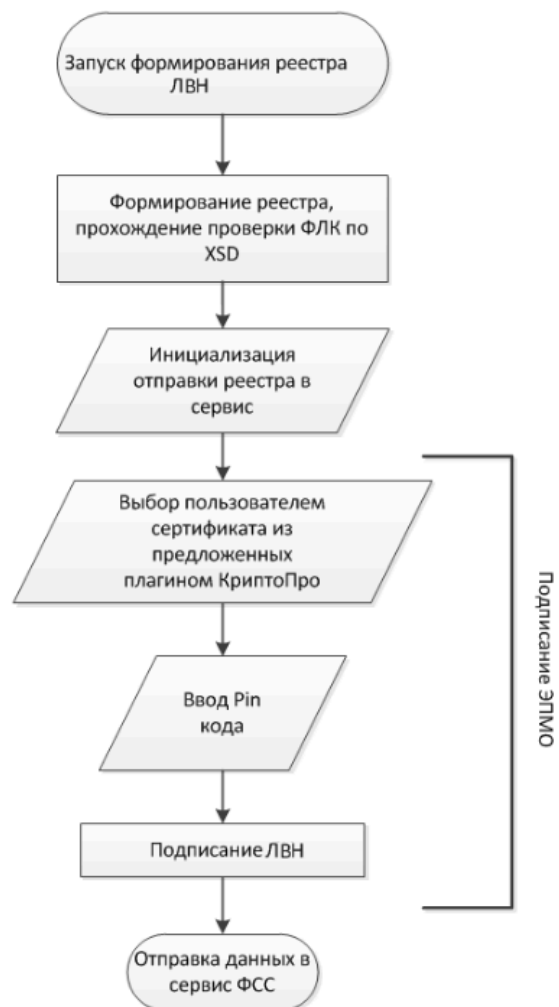 Запуск формирования реестра
ЛВН
Формирование реестра,
прохождение проверки ФЛК по
XSD
Инициализация
отправки реестра в
сервис
Выбор пользователем
сертификата из
предложенных
плагином КриптоПро
Ввод Pin
кода
Подписание ЛВН
Отправка данных в
сервис ФСС
Подписание ЭПМО